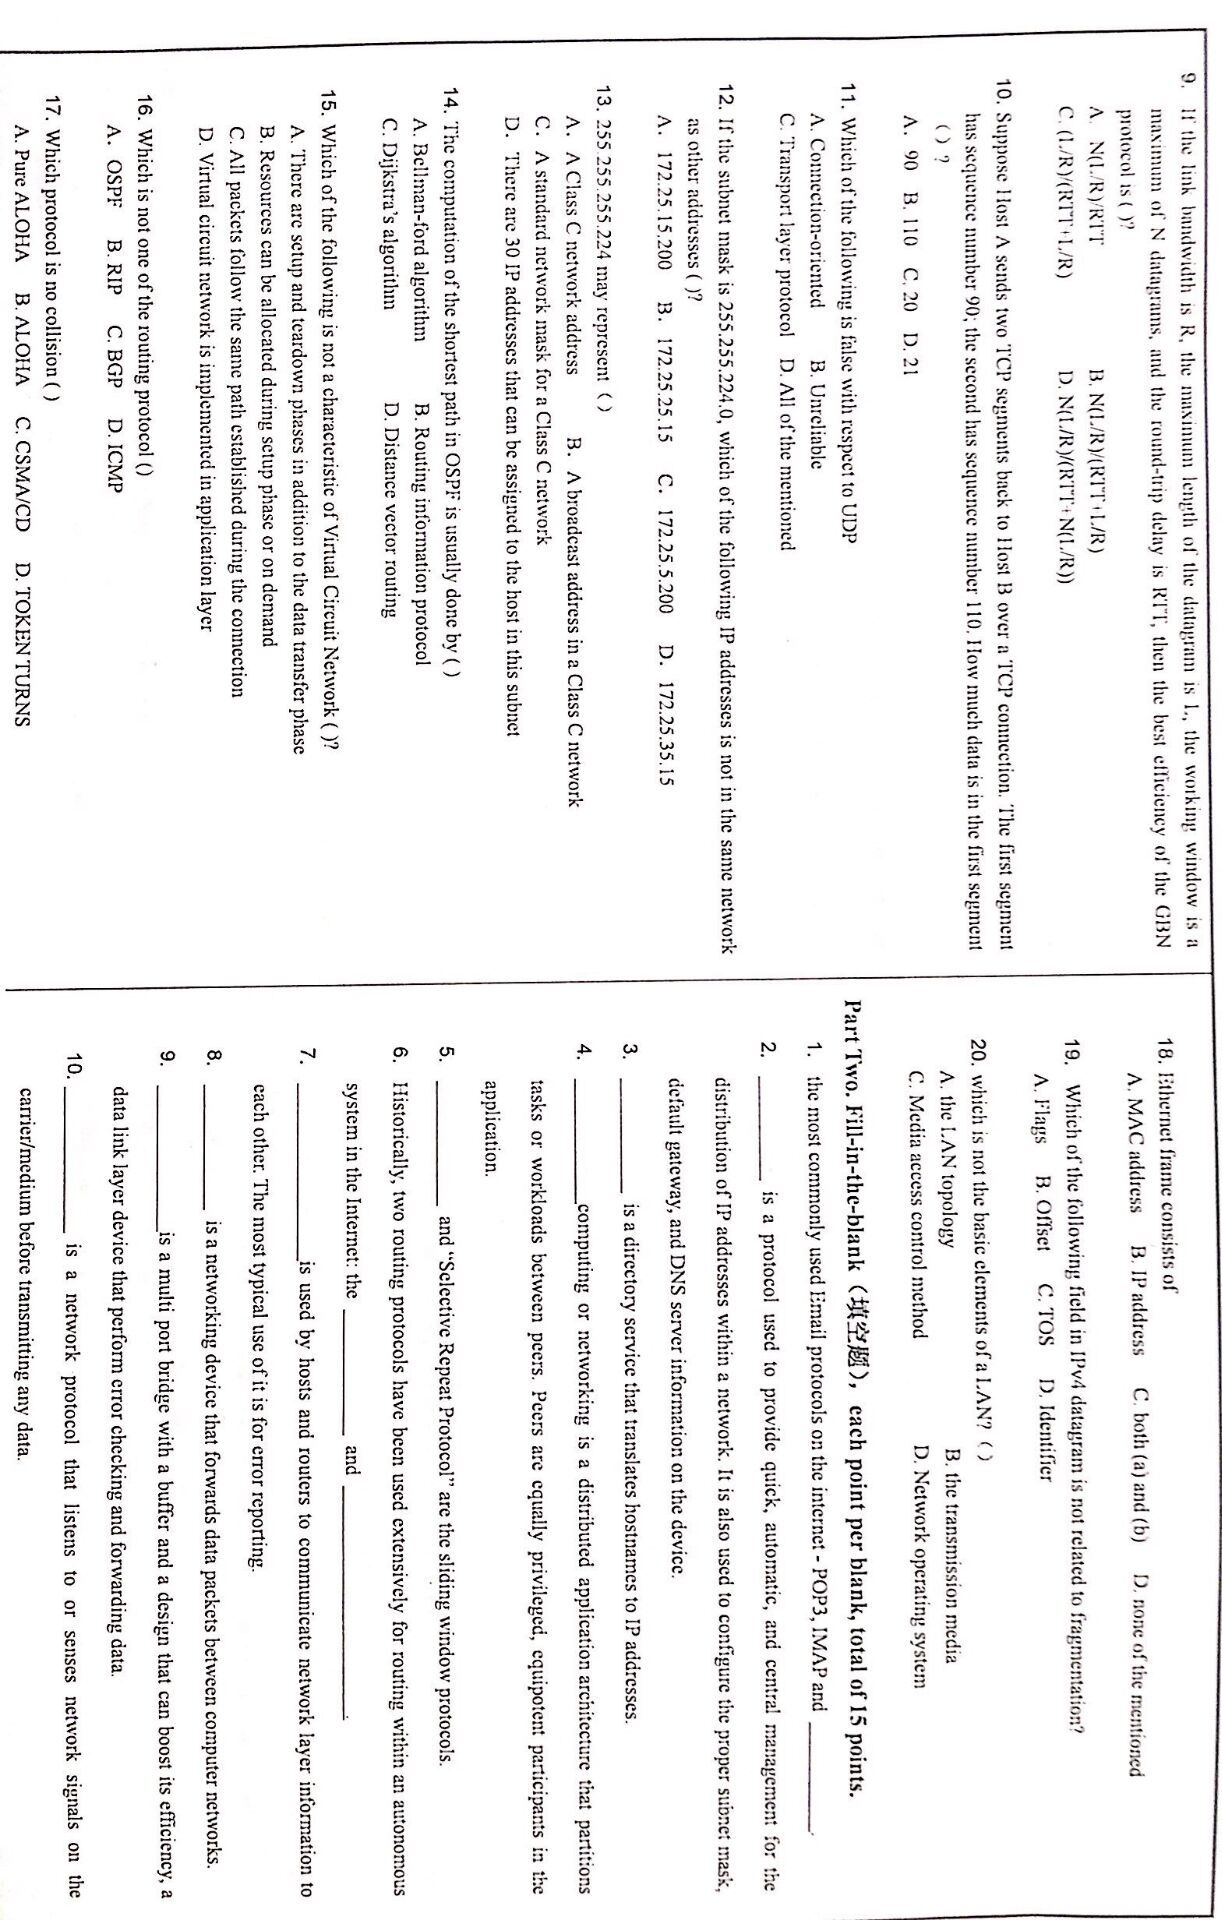 9. If the link bandwidth is R, the maximum length of the datagram is L, the working window is a
maximum of N datagrams, and the round-trip delay is RTT, then the best efficiency of the GBN
protocol is ( )?
A. N(L/R)/RTT B. N(L/R)/(RTT+L/R)
C. (L/R)/(RTT+L/R) D. N(L/R)/(RTT+N(L/R))
10. Suppose Host A sends two TCP segments back to Host B over a TCP connection. The first segment
has sequence number 90; the second has sequence number 110. How much data is in the first segment
( ) ?
A. 90 B. 110 C. 20 D. 21
11. Which of the following is false with respect to UDP
A. Connection-oriented B. Unreliable
C. Transport layer protocol D. All of the mentioned
12. If the subnet mask is 255.255.224.0, which of the following IP addresses is not in the same network
as other addresses ( )?
A. 172.25.15.200 B. 172.25.25.15 C. 172.25.5.200 D. 172.25.35.15
13. 255.255.255.224 may represent ( )
A. A Class C network address B. A broadcast address in a Class C network
C. A standard network mask for a Class C network
D. There are 30 IP addresses that can be assigned to the host in this subnet
14. The computation of the shortest path in OSPF is usually done by ( )
A. Bellman-ford algorithm B. Routing information protocol
C. Dijkstra's algorithm D. Distance vector routing
15. Which of the following is not a characteristic of Virtual Circuit Network ( )?
A. There are setup and teardown phases in addition to the data transfer phase
B. Resources can be allocated during setup phase or on demand
C. All packets follow the same path established during the connection
D. Virtual circuit network is implemented in application layer
16. Which is not one of the routing protocol ()
A. OSPF B. RIP C. BGP D. ICMP
17. Which protocol is no collision ( )
A. Pure ALOHA B. ALOHA C. CSMA/CD D. TOKEN TURNS
18. Ethernet frame consists of
A. MAC address B. IP address C. both (a) and (b) D. none of the mentioned
19. Which of the following field in IPv4 datagram is not related to fragmentation?
A. Flags B. Offset C. TOS D. Identifier
20. which is not the basic elements of a LAN? ( )
A. the LAN topology B. the transmission media
C. Media access control method D. Network operating system
Part Two. Fill-in-the-blank (填空题), each point per blank, total of 15 points.
1. the most commonly used Email protocols on the internet - POP3, IMAP and __________.
2. __________ is a protocol used to provide quick, automatic, and central management for the
distribution of IP addresses within a network. It is also used to configure the proper subnet mask,
default gateway, and DNS server information on the device.
3. __________ is a directory service that translates hostnames to IP addresses.
4. __________computing or networking is a distributed application architecture that partitions
tasks or workloads between peers. Peers are equally privileged, equipotent participants in the
application.
5. __________ and “Selective Repeat Protocol” are the sliding window protocols.
6. Historically, two routing protocols have been used extensively for routing within an autonomous
system in the Internet: the __________ and __________.
7. __________is used by hosts and routers to communicate network layer information to
each other. The most typical use of it is for error reporting.
8. __________ is a networking device that forwards data packets between computer networks.
9. __________is a multi port bridge with a buffer and a design that can boost its efficiency, a
data link layer device that perform error checking and forwarding data.
10. __________ is a network protocol that listens to or senses network signals on the
carrier/medium before transmitting any data.